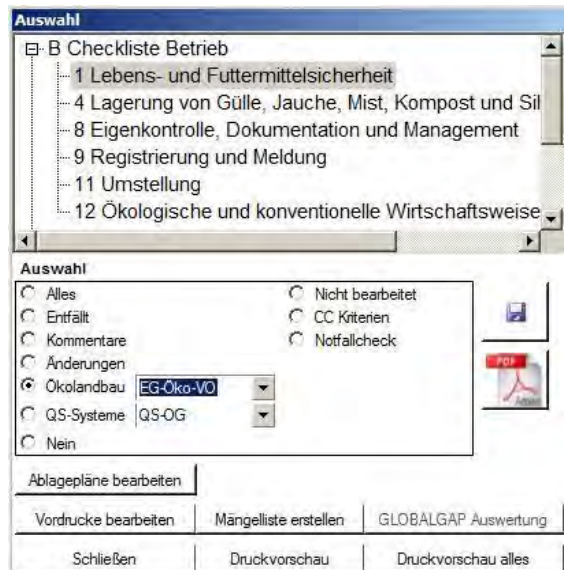 Auswahl
B Checkliste Betrieb
1 Lebens- und Futtermittelsicherheit
4 Lagerung von Gülle, Jauche, Mist, Kompost und Sil
8 Eigenkontrolle, Dokumentation und Management
9 Registrierung und Meldung
11 Umstellung
12 Ökologische und konventionelle Wirtschaftsweise
Auswahl
Alles
Nicht bearbeitet
Entfällt
CC Kriterien
Kommentare
Notfallcheck
Änderungen
Ökolandbau EG-Öko-VO
QS-Systeme QS-OG
Nein
PDF
Adobe
Ablagepläne bearbeiten
Vordrucke bearbeiten Mängelliste erstellen GLOBALGAP Auswertung
Schließen Druckvorschau Druckvorschau alles